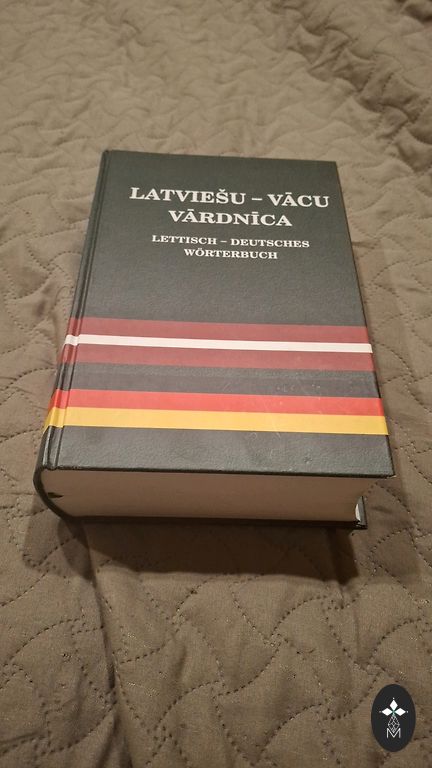 LATVIEŠU – VĀCU
VĀRDNĪCA
LETTISCH – DEUTSCHES
WÖRTERBUCH
M